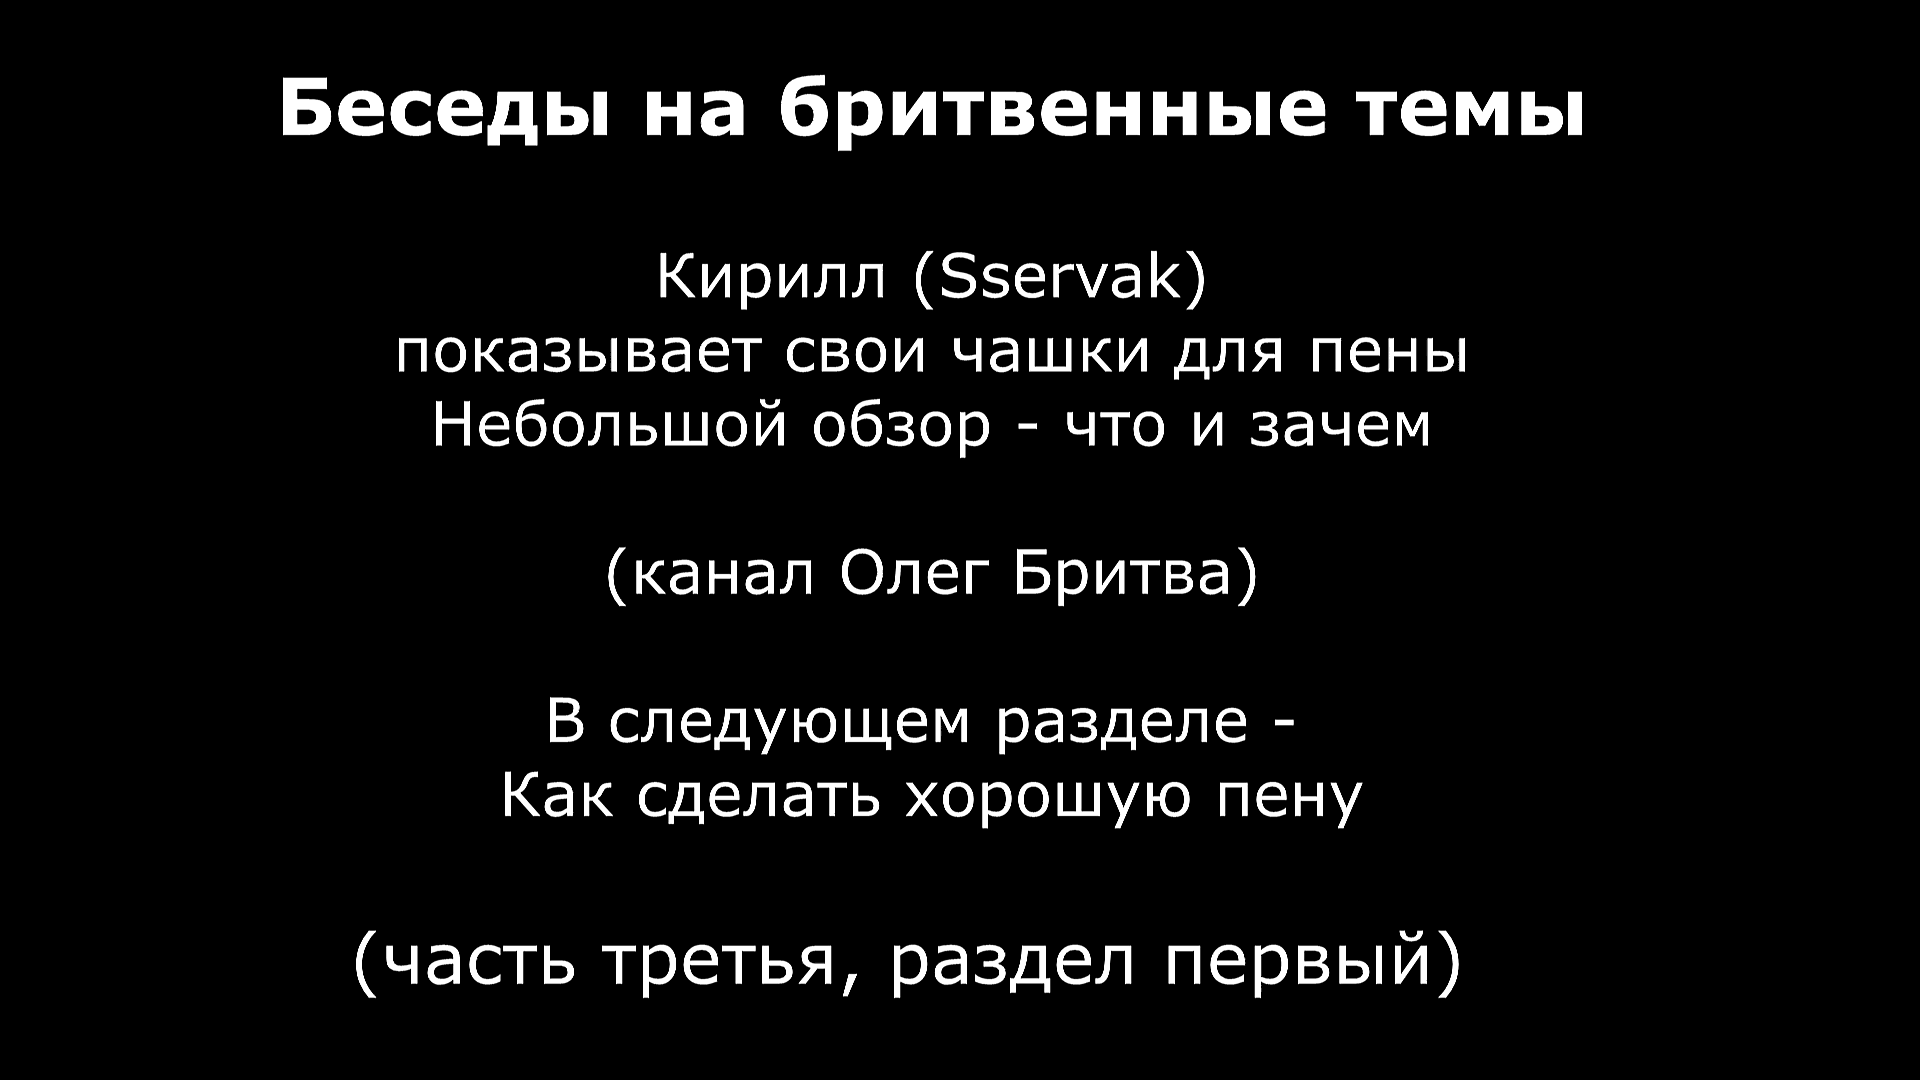 Беседы на бритвенные темы
Кирилл (Sservak)
показывает свои чашки для пены
Небольшой обзор - что и зачем
(канал Олег Бритва)
В следующем разделе -
Как сделать хорошую пену
(часть третья, раздел первый)